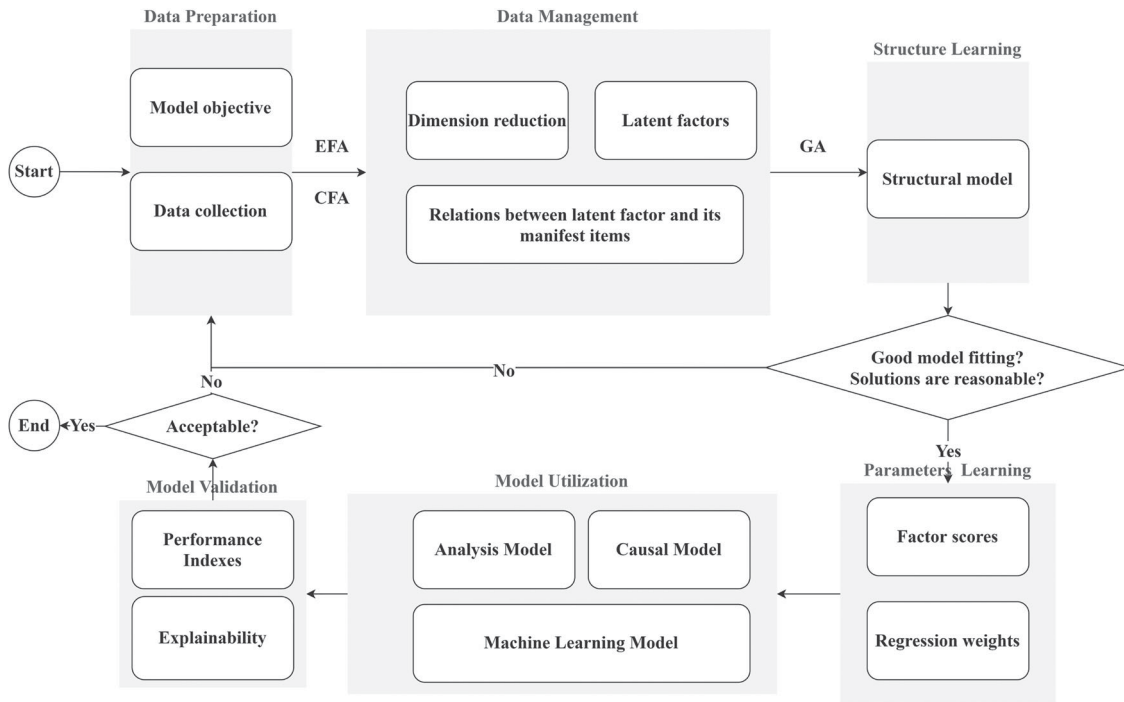 Data Preparation
Data Management
Structure Learning
Start
Model objective
Data collection
EFA
CFA
Dimension reduction
Latent factors
Relations between latent factor and its
manifest items
GA
Structural model
Good model fitting?
Solutions are reasonable?
No
No
Yes
End
Yes
Acceptable?
Model Validation
Model Utilization
Parameters Learning
Performance
Indexes
Explainability
Analysis Model
Causal Model
Machine Learning Model
Factor scores
Regression weights